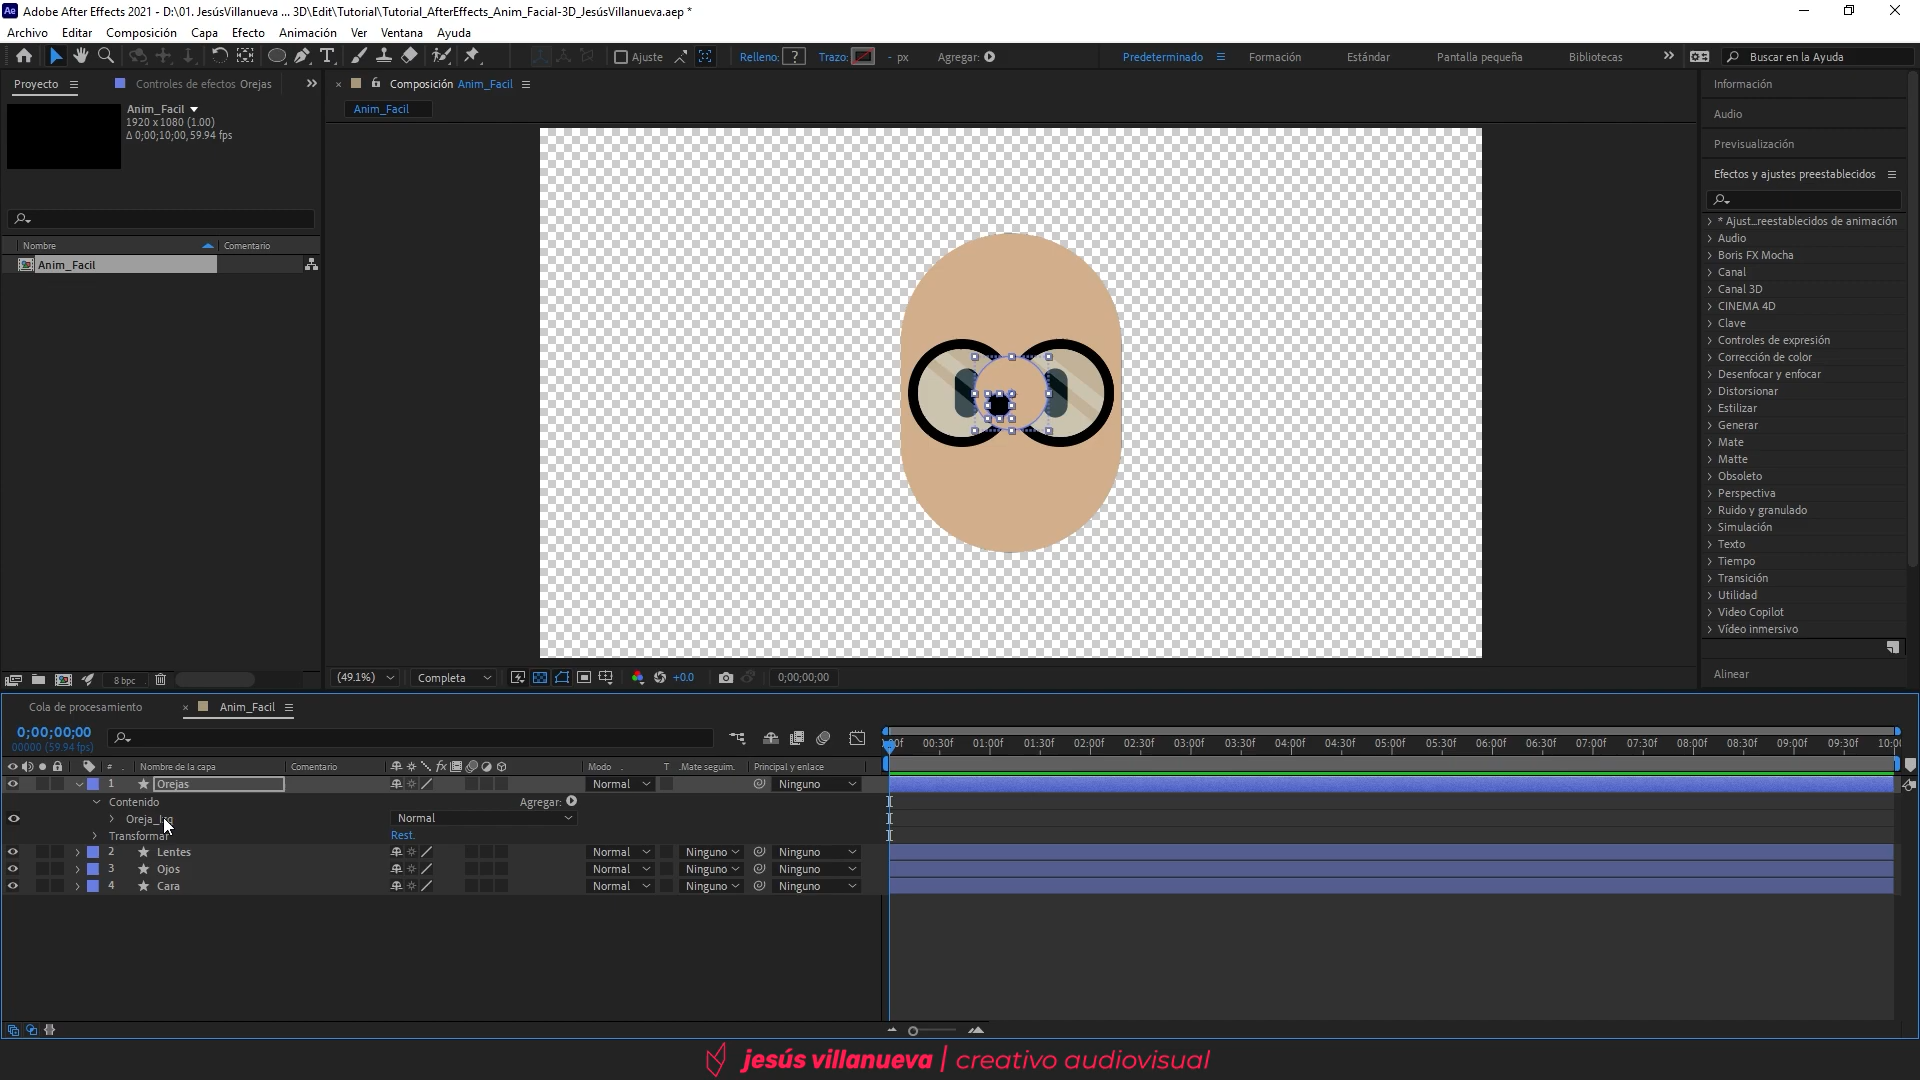 Adobe After Effects 2021 - D:\01. JesúsVillanueva ... 3D\Edit\Tutorial\Tutorial_AfterEffects_Anim_Facial-3D_JesúsVillanueva.aep *
Archivo Editar Composición Capa Efecto Animación Ver Ventana Ayuda
Ajuste Relleno: ? Trazo: - px Agregar: Predeterminado Formación Estándar Pantalla pequeña Bibliotecas Buscar en la Ayuda
Proyecto Controles de efectos Orejas
Composición Anim_Facil
Anim_Facil
Anim_Facil
1920 x 1080 (1.00)
Δ 0;00;10;00, 59.94 fps
Nombre Comentario
Anim_Facil
8 bpc
(49.1%) Completa +0.0 0;00;00;00
Información
Audio
Previsualización
Efectos y ajustes preestablecidos
* Ajust...reestablecidos de animación
Audio
Boris FX Mocha
Canal
Canal 3D
CINEMA 4D
Clave
Controles de expresión
Corrección de color
Desenfocar y enfocar
Distorsionar
Estilizar
Generar
Mate
Matte
Obsoleto
Perspectiva
Ruido y granulado
Simulación
Texto
Tiempo
Transición
Utilidad
Video Copilot
Vídeo inmersivo
Alinear
Cola de procesamiento Anim_Facil
0;00;00;00
00000 (59.94 fps)
00:30f 01:00f 01:30f 02:00f 02:30f 03:00f 03:30f 04:00f 04:30f 05:00f 05:30f 06:00f 06:30f 07:00f 07:30f 08:00f 08:30f 09:00f 09:30f
# Nombre de la capa Comentario fx Modo T .Mate seguim. Principal y enlace
1 Orejas Normal Ninguno
Contenido Agregar:
Normal
Transformar Rest.
2 Lentes Normal Ninguno Ninguno
3 Ojos Normal Ninguno Ninguno
4 Cara Normal Ninguno Ninguno
jesús villanueva | creativo audiovisual